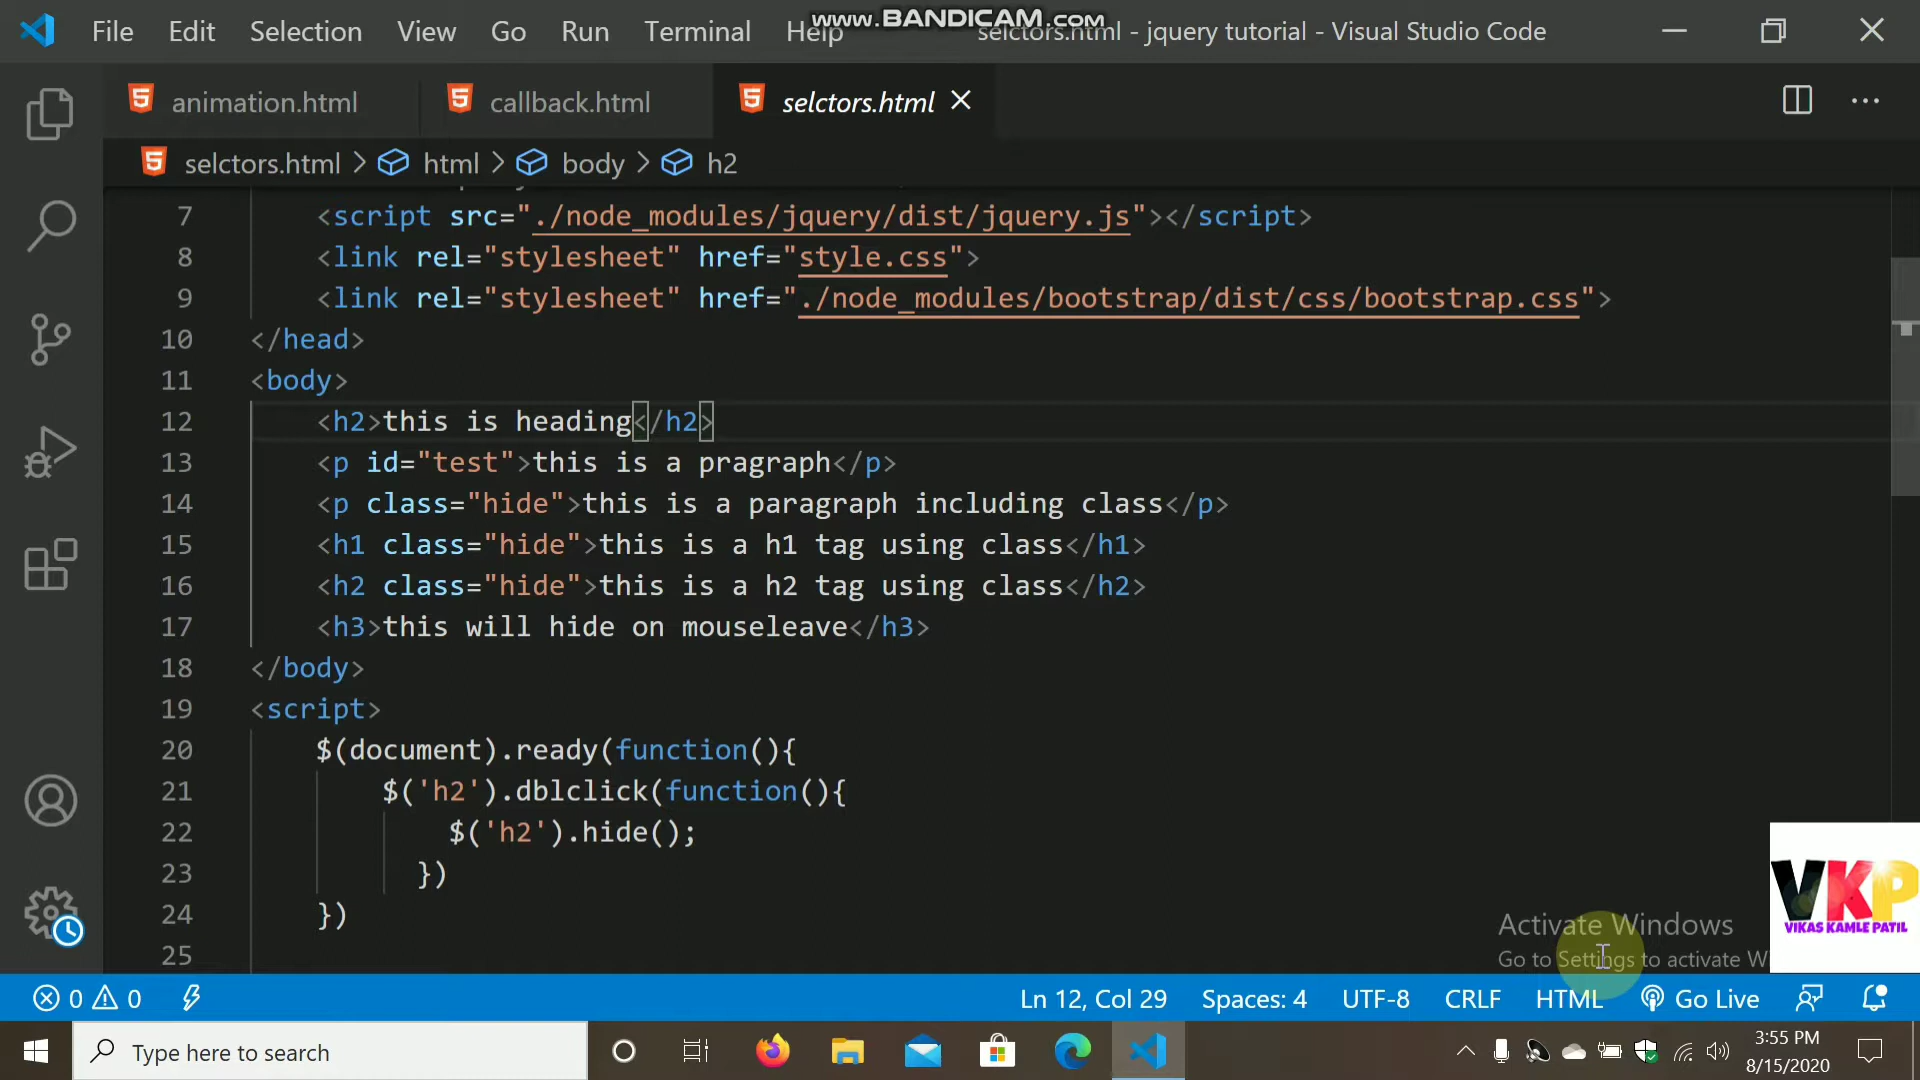 File Edit Selection View Go Run Terminal Help
www.BANDICAM.com
selctors.html - jquery tutorial - Visual Studio Code
animation.html
callback.html
selctors.html
selctors.html > html > body > h2
7 <script src="./node_modules/jquery/dist/jquery.js"></script>
8 <link rel="stylesheet" href="style.css">
9 <link rel="stylesheet" href="./node_modules/bootstrap/dist/css/bootstrap.css">
10 </head>
11 <body>
12 <h2>this is heading</h2>
13 <p id="test">this is a pragraph</p>
14 <p class="hide">this is a paragraph including class</p>
15 <h1 class="hide">this is a h1 tag using class</h1>
16 <h2 class="hide">this is a h2 tag using class</h2>
17 <h3>this will hide on mouseleave</h3>
18 </body>
19 <script>
20 $(document).ready(function(){
21 $('h2').dblclick(function(){
22 $('h2').hide();
23 })
24 })
25
VKP
VIKAS KAMLE PATIL
Activate Windows
Go to Settings to activate W
0 0
Ln 12, Col 29 Spaces: 4 UTF-8 CRLF HTML Go Live
Type here to search
3:55 PM
8/15/2020